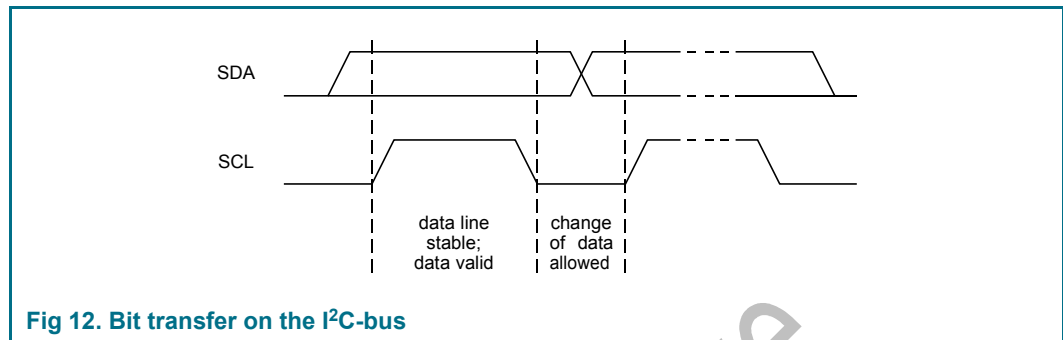 SDA
SCL
data line
stable;
data valid
change
of data
allowed
Fig 12. Bit transfer on the I²C-bus